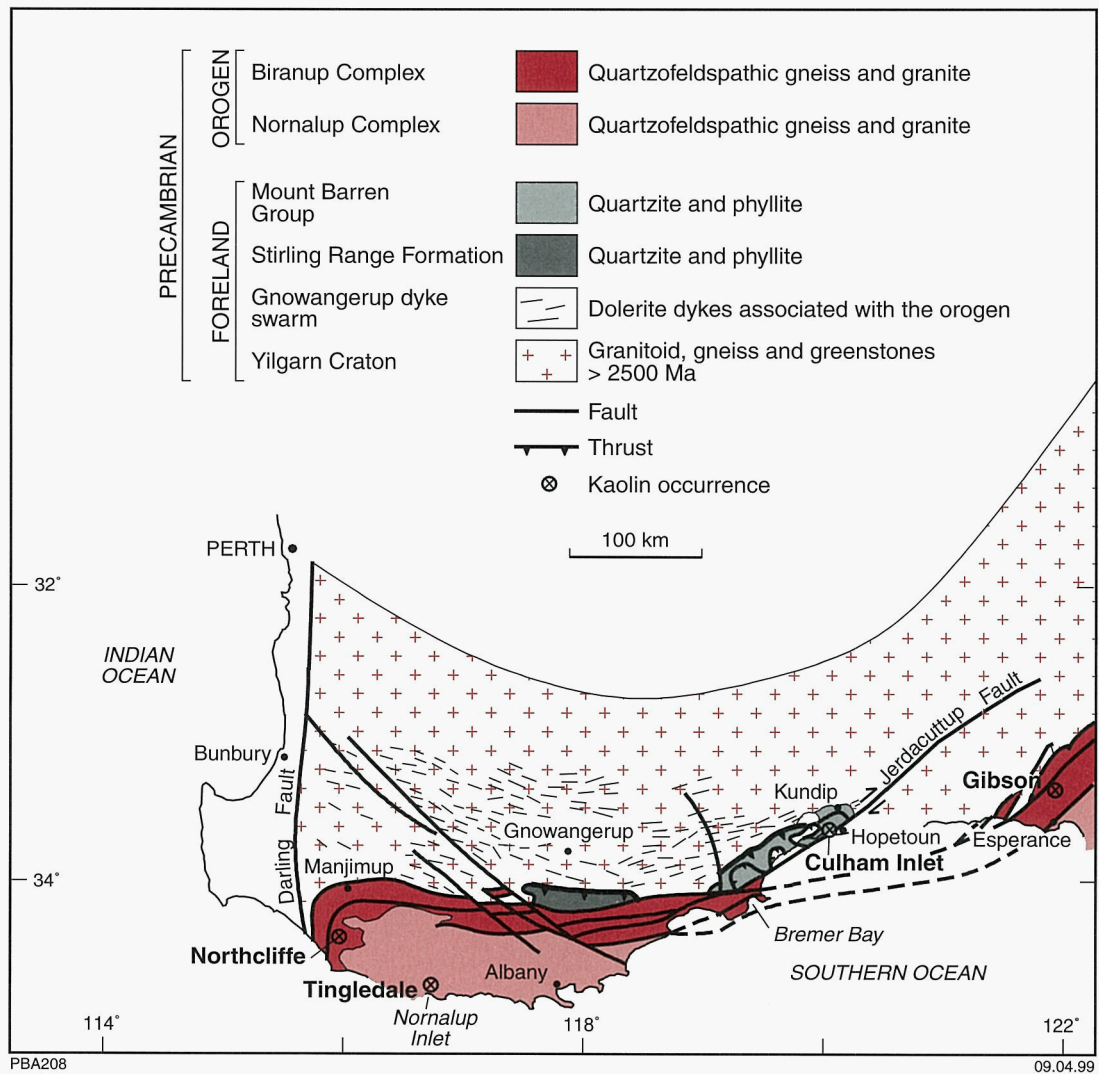 PRECAMBRIAN
OROGEN
Biranup Complex
Quartzofeldspathic gneiss and granite
Nornalup Complex
Quartzofeldspathic gneiss and granite
FORELAND
Mount Barren
Group
Quartzite and phyllite
Stirling Range Formation
Quartzite and phyllite
Gnowangerup dyke
swarm
Dolerite dykes associated with the orogen
Yilgarn Craton
Granitoid, gneiss and greenstones
> 2500 Ma
Fault
Thrust
Kaolin occurrence
100 km
PERTH
32°
INDIAN
OCEAN
Jerdacuttup Fault
Bunbury
Darling Fault
Gibson
Kundip
Gnowangerup
Hopetoun
Esperance
Culham Inlet
Manjimup
34°
Bremer Bay
Northcliffe
SOUTHERN OCEAN
Albany
Tingledale
Nornalup
Inlet
114°
118°
122°
PBA208
09.04.99